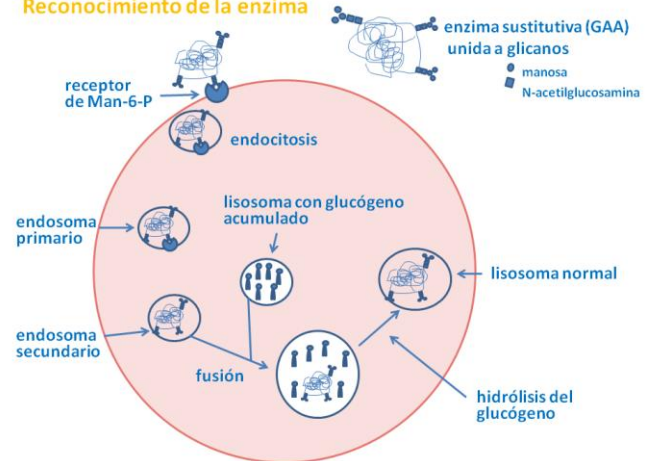 Reconocimiento de la enzima
enzima sustitutiva (GAA)
unida a glicanos
manosa
N-acetilglucosamina
receptor
de Man-6-P
endocitosis
lisosoma con glucógeno
acumulado
endosoma
primario
lisosoma normal
endosoma
secundario
fusión
hidrólisis del
glucógeno